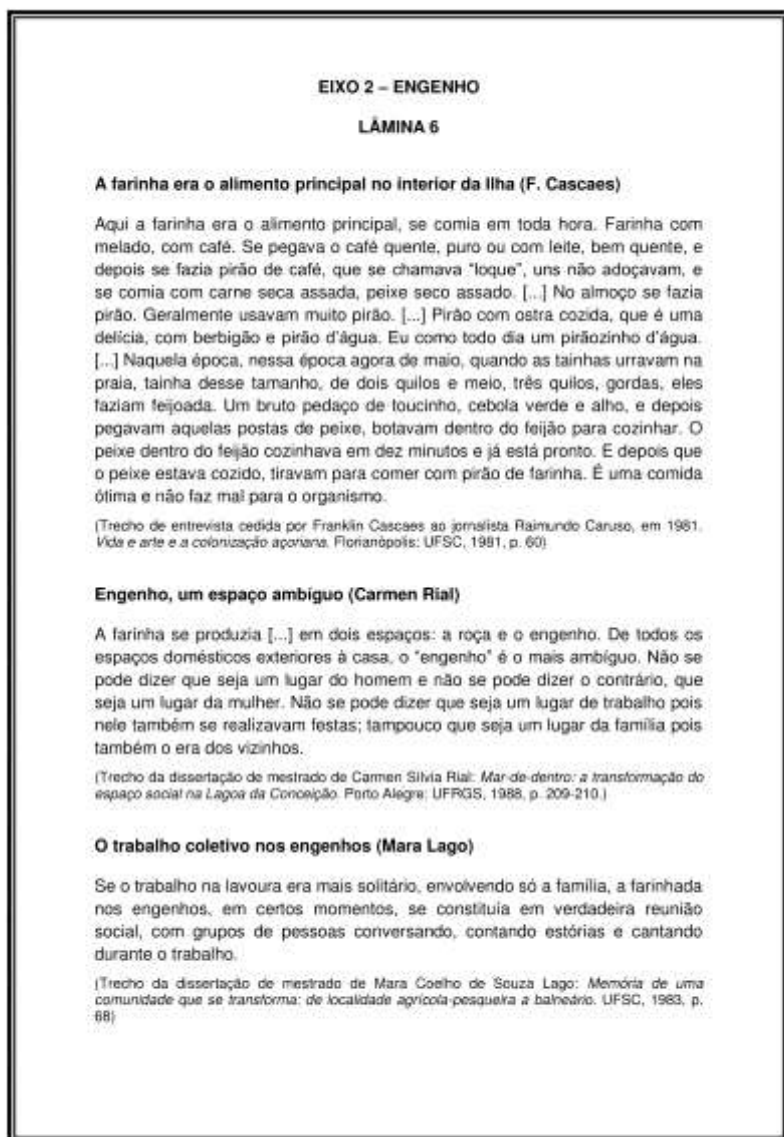 EIXO 2 – ENGENHO
LÂMINA 6
A farinha era o alimento principal no interior da Ilha (F. Cascaes)
Aqui a farinha era o alimento principal, se comia em toda hora. Farinha com
melado, com café. Se pegava o café quente, puro ou com leite, bem quente, e
depois se fazia pirão de café, que se chamava “loque”, uns não adoçavam, e
se comia com carne seca assada, peixe seco assado. [...] No almoço se fazia
pirão. Geralmente usavam muito pirão. [...] Pirão com ostra cozida, que é uma
delícia, com berbigão e pirão d’água. Eu como todo dia um pirãozinho d’água.
[...] Naquela época, nessa época agora de maio, quando as tainhas urravam na
praia, tainha desse tamanho, de dois quilos e meio, três quilos, gordas, eles
faziam feijoada. Um bruto pedaço de toucinho, cebola verde e alho, e depois
pegavam aquelas postas de peixe, botavam dentro do feijão para cozinhar. O
peixe dentro do feijão cozinhava em dez minutos e já está pronto. E depois que
o peixe estava cozido, tiravam para comer com pirão de farinha. É uma comida
ótima e não faz mal para o organismo.
(Trecho de entrevista cedida por Franklin Cascaes ao jornalista Raimundo Caruso, em 1981.
Vida e arte e a colonização açoriana. Florianópolis: UFSC, 1981, p. 60)
Engenho, um espaço ambíguo (Carmen Rial)
A farinha se produzia [...] em dois espaços: a roça e o engenho. De todos os
espaços domésticos exteriores à casa, o “engenho” é o mais ambíguo. Não se
pode dizer que seja um lugar do homem e não se pode dizer o contrário, que
seja um lugar da mulher. Não se pode dizer que seja um lugar de trabalho pois
nele também se realizavam festas; tampouco que seja um lugar da família pois
também o era dos vizinhos.
(Trecho da dissertação de mestrado de Carmen Silvia Rial: Mar-de-dentro: a transformação do
espaço social na Lagoa da Conceição. Porto Alegre: UFRGS, 1988, p. 209-210.)
O trabalho coletivo nos engenhos (Mara Lago)
Se o trabalho na lavoura era mais solitário, envolvendo só a família, a farinhada
nos engenhos, em certos momentos, se constituía em verdadeira reunião
social, com grupos de pessoas conversando, contando estórias e cantando
durante o trabalho.
(Trecho da dissertação de mestrado de Mara Coelho de Souza Lago: Memória de uma
comunidade que se transforma: de localidade agrícola-pesqueira a balneário. UFSC, 1983, p.
68)